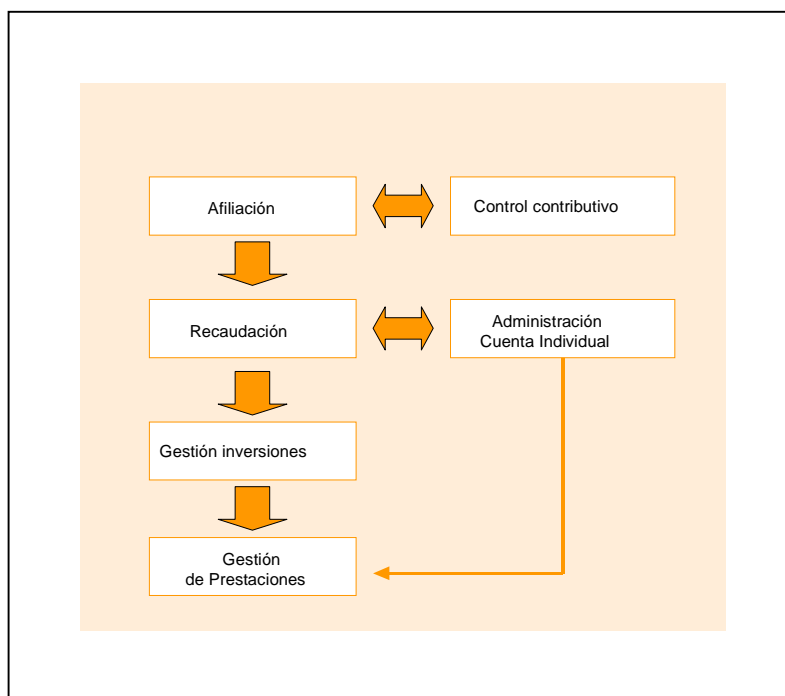 Afiliación
Control contributivo
Recaudación
Administración
Cuenta Individual
Gestión inversiones
Gestión
de Prestaciones